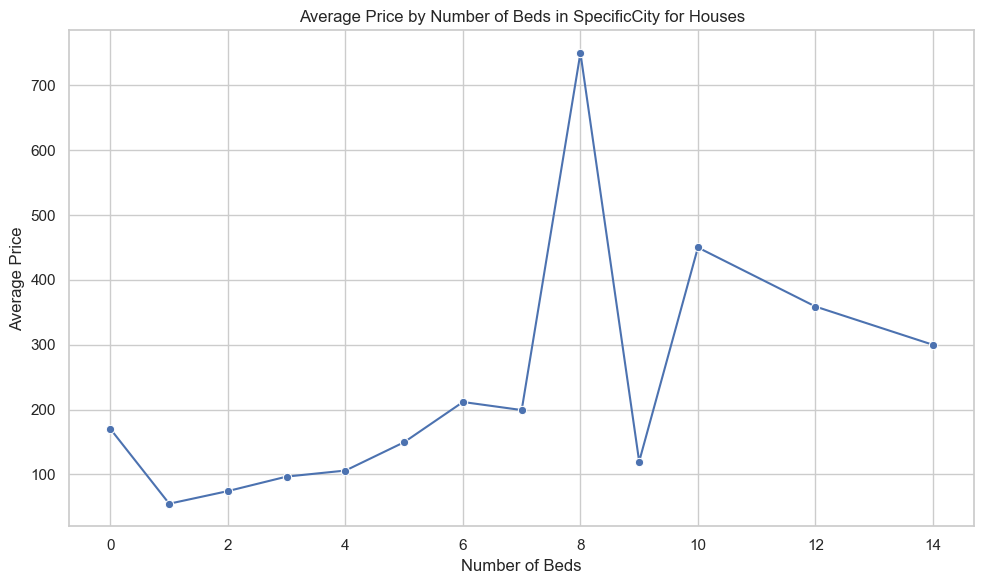 Average Price by Number of Beds in SpecificCity for Houses
700
600
500
400
300
200
100
Average Price
0 2 4 6 8 10 12 14
Number of Beds